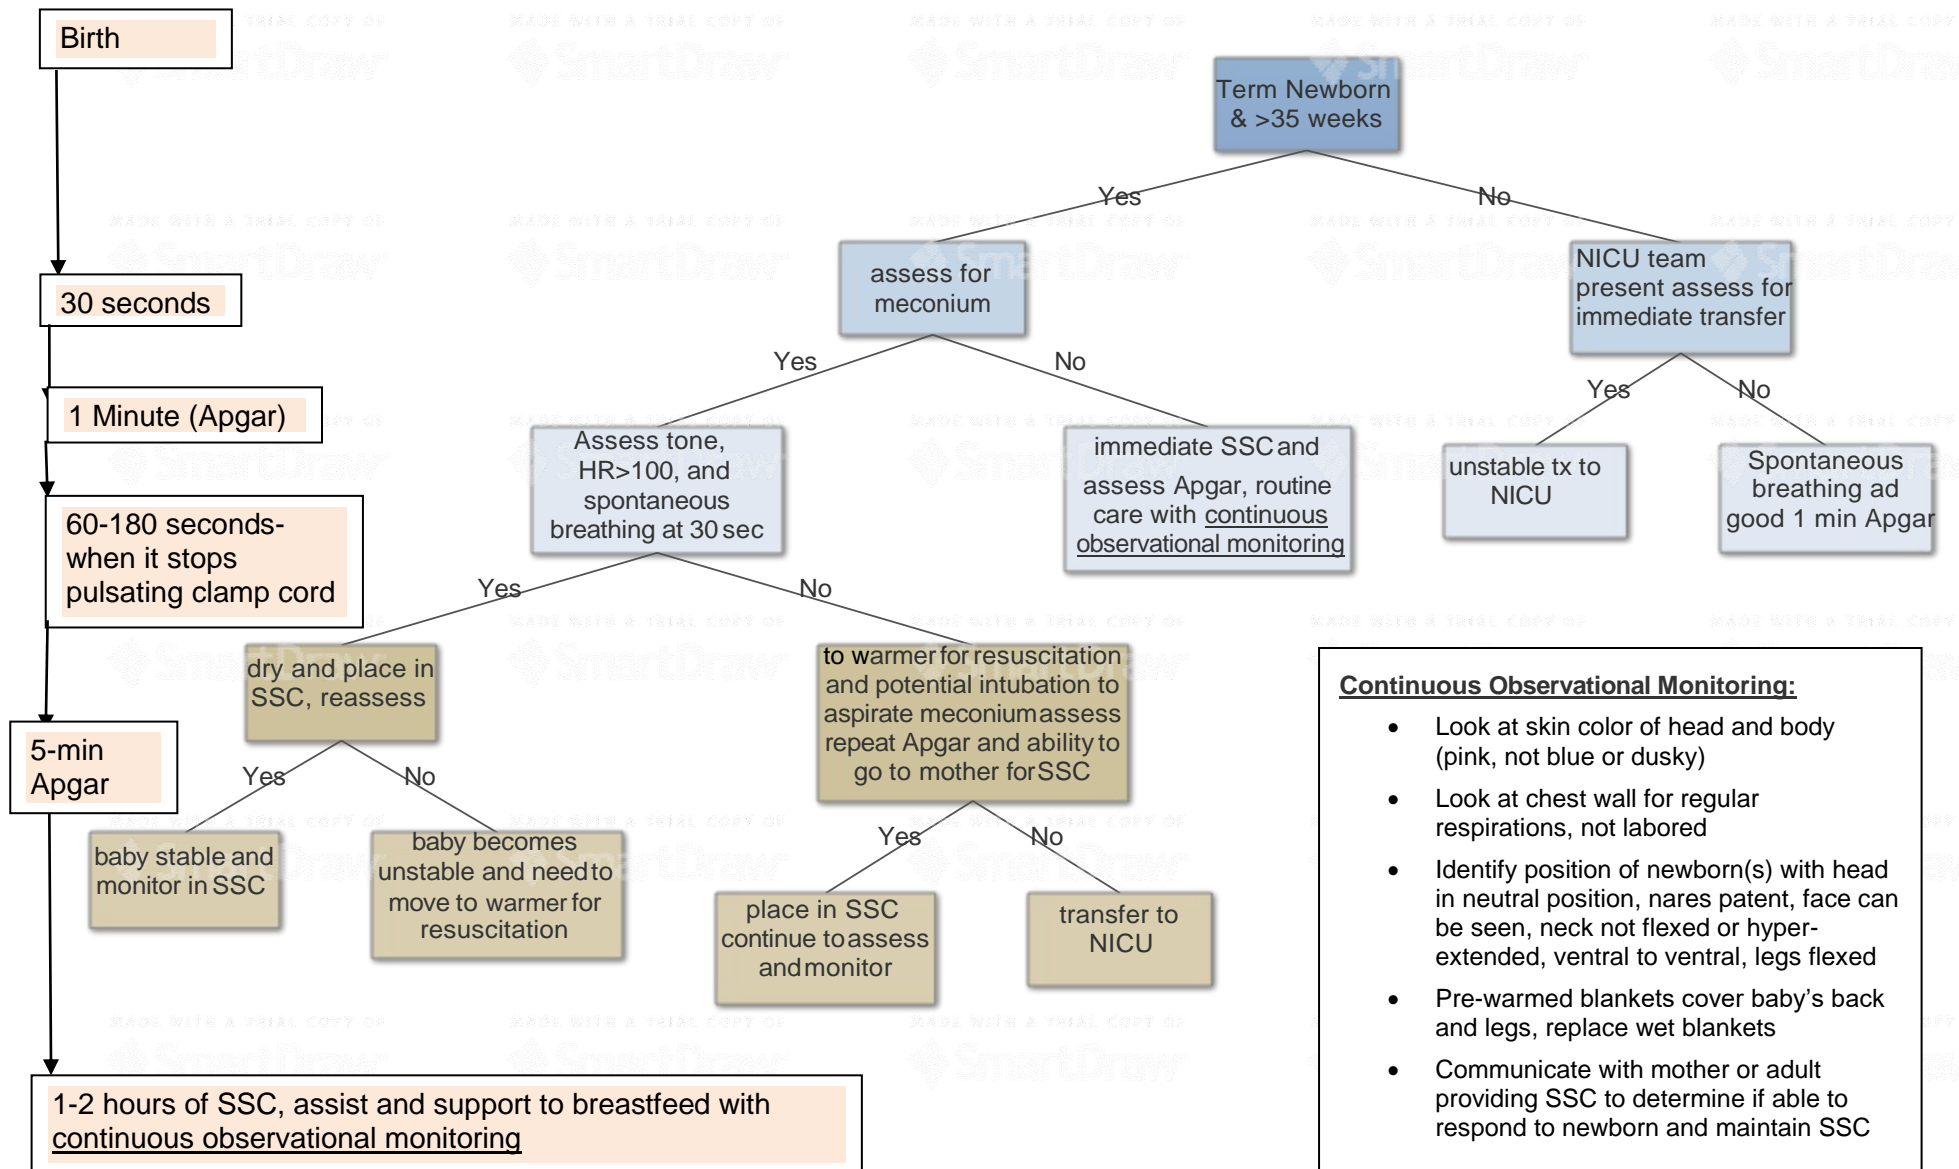 Birth
30 seconds
1 Minute (Apgar)
60-180 seconds-
when it stops
pulsating clamp cord
5-min
Apgar
1-2 hours of SSC, assist and support to breastfeed with
continuous observational monitoring
Term Newborn
& >35 weeks
Yes
No
assess for
meconium
NICU team
present assess for
immediate transfer
Yes
No
Yes
No
Assess tone,
HR>100, and
spontaneous
breathing at 30 sec
immediate SSC and
assess Apgar, routine
care with continuous
observational monitoring
unstable tx to
NICU
Spontaneous
breathing ad
good 1 min Apgar
Yes
No
dry and place in
SSC, reassess
to warmer for resuscitation
and potential intubation to
aspirate meconium assess
repeat Apgar and ability to
go to mother for SSC
Yes
No
Yes
No
baby stable and
monitor in SSC
baby becomes
unstable and need to
move to warmer for
resuscitation
place in SSC
continue to assess
and monitor
transfer to
NICU
Continuous Observational Monitoring:
• Look at skin color of head and body
(pink, not blue or dusky)
• Look at chest wall for regular
respirations, not labored
• Identify position of newborn(s) with head
in neutral position, nares patent, face can
be seen, neck not flexed or hyper-
extended, ventral to ventral, legs flexed
• Pre-warmed blankets cover baby's back
and legs, replace wet blankets
• Communicate with mother or adult
providing SSC to determine if able to
respond to newborn and maintain SSC
MADE WITH A TRIAL COPY OF
SmartDraw